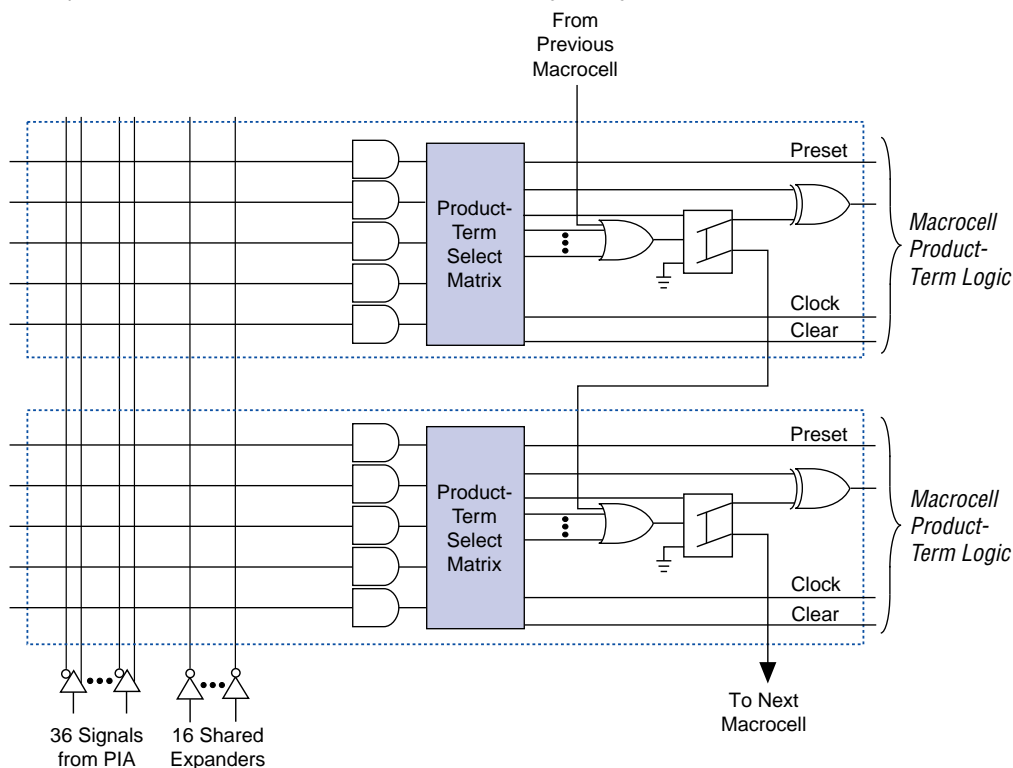 From
Previous
Macrocell
Preset
Product-
Term
Select
Matrix
Macrocell
Product-
Term Logic
Clock
Clear
Preset
Product-
Term
Select
Matrix
Macrocell
Product-
Term Logic
Clock
Clear
36 Signals
from PIA
16 Shared
Expanders
To Next
Macrocell